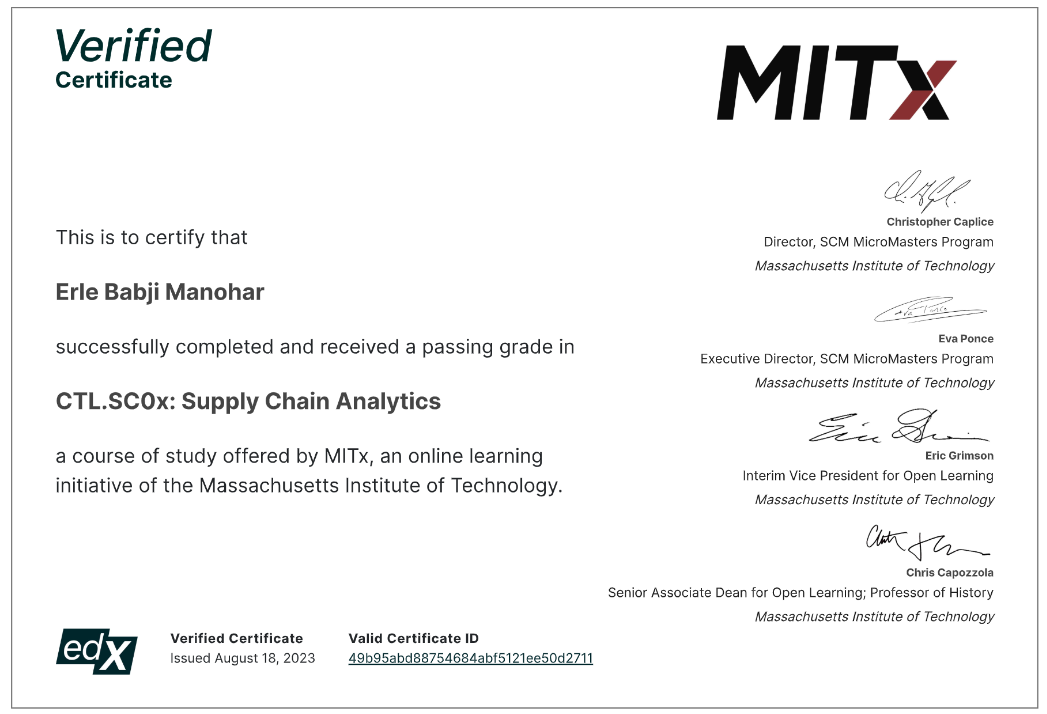 Verified
Certificate
MITx
This is to certify that
Erle Babji Manohar
successfully completed and received a passing grade in
CTL.SC0x: Supply Chain Analytics
a course of study offered by MITx, an online learning
initiative of the Massachusetts Institute of Technology.
Christopher Caplice
Director, SCM MicroMasters Program
Massachusetts Institute of Technology
Eva Ponce
Eva Ponce
Executive Director, SCM MicroMasters Program
Massachusetts Institute of Technology
Eric Grimson
Interim Vice President for Open Learning
Massachusetts Institute of Technology
Chris Capozzola
Senior Associate Dean for Open Learning; Professor of History
Massachusetts Institute of Technology
edX
Verified Certificate
Issued August 18, 2023
Valid Certificate ID
49b95abd88754684abf5121ee50d2711